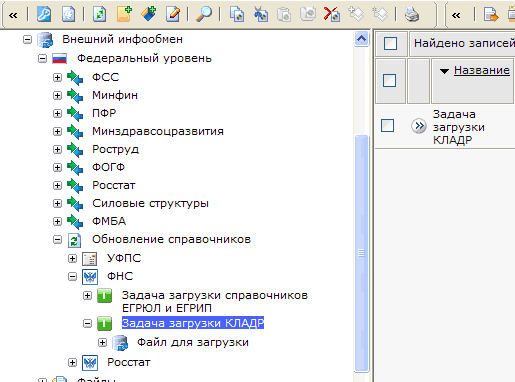 Внешний инфообмен
Федеральный уровень
ФСС
Минфин
ПФР
Минздравсоцразвития
Роструд
ФОГФ
Росстат
Силовые структуры
ФМБА
Обновление справочников
УФПС
ФНС
Задача загрузки справочников
ЕГРЮЛ и ЕГРИП
Задача загрузки КЛАДР
Файл для загрузки
Росстат
Файлы
Найдено записей
Название
Задача
загрузки
КЛАДР